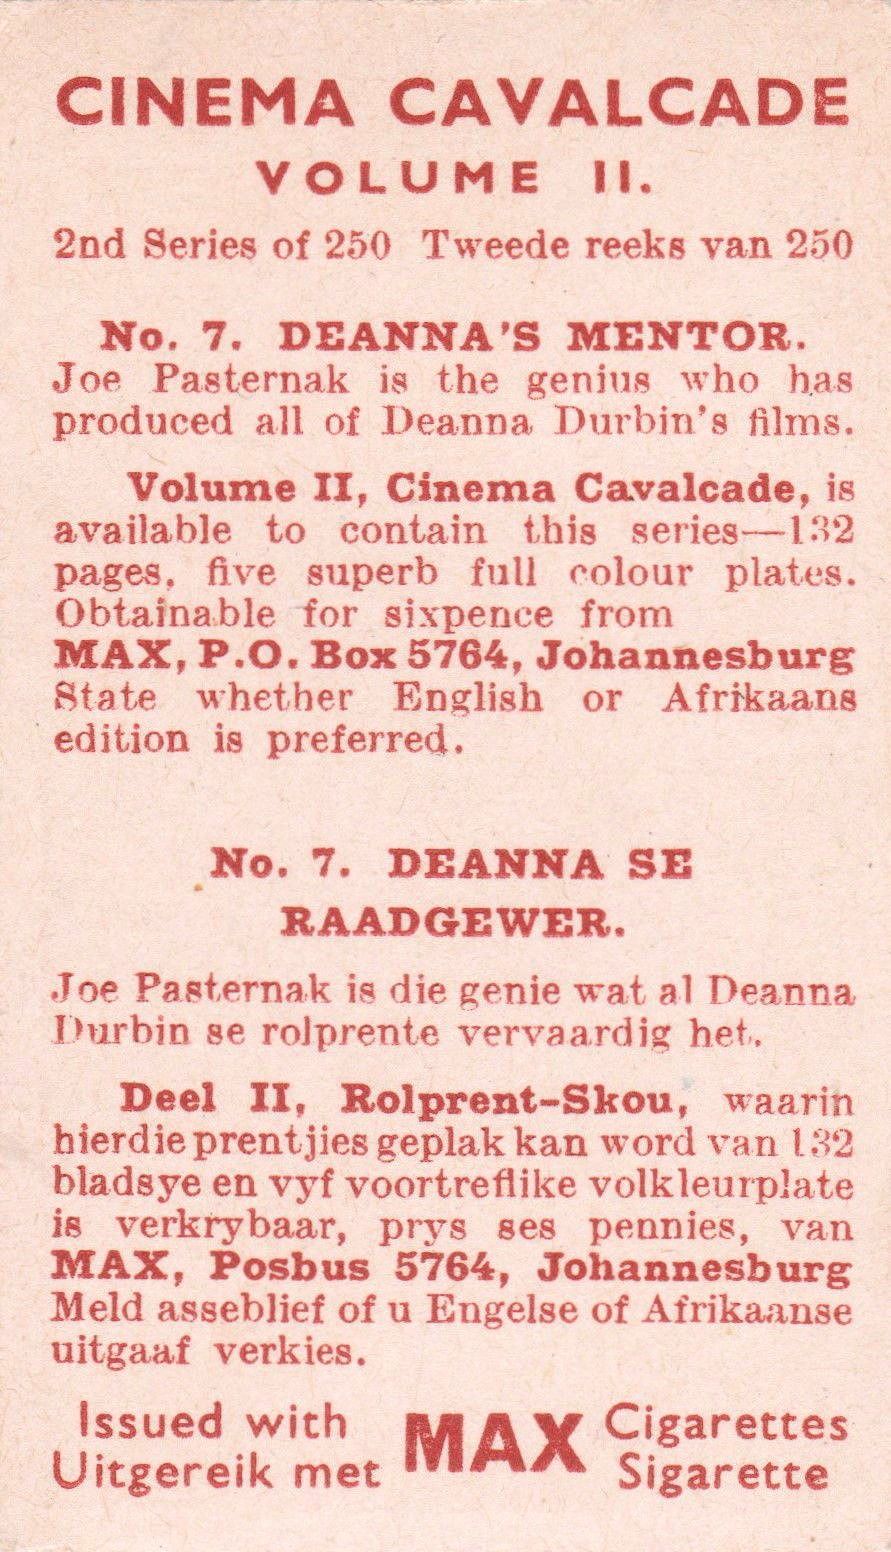 CINEMA CAVALCADE
VOLUME II.
2nd Series of 250 Tweede reeks van 250
No. 7. DEANNA'S MENTOR.
Joe Pasternak is the genius who has
produced all of Deanna Durbin's films.
Volume II, Cinema Cavalcade, is
available to contain this series—132
pages, five superb full colour plates.
Obtainable for sixpence from
MAX, P.O. Box 5764, Johannesburg
State whether English or Afrikaans
edition is preferred.
No. 7. DEANNA SE
RAADGEWER.
Joe Pasternak is die genie wat al Deanna
Durbin se rolprente vervaardig het.
Deel II, Rolprent-Skou, waarin
hierdie prentjies geplak kan word van 132
bladsye en vyf voortreflike volkleurplate
is verkrybaar, prys ses pennies, van
MAX, Posbus 5764, Johannesburg
Meld asseblief of u Engelse of Afrikaanse
uitgaaf verkies.
Issued with MAX Cigarettes
Uitgereik met Sigarette